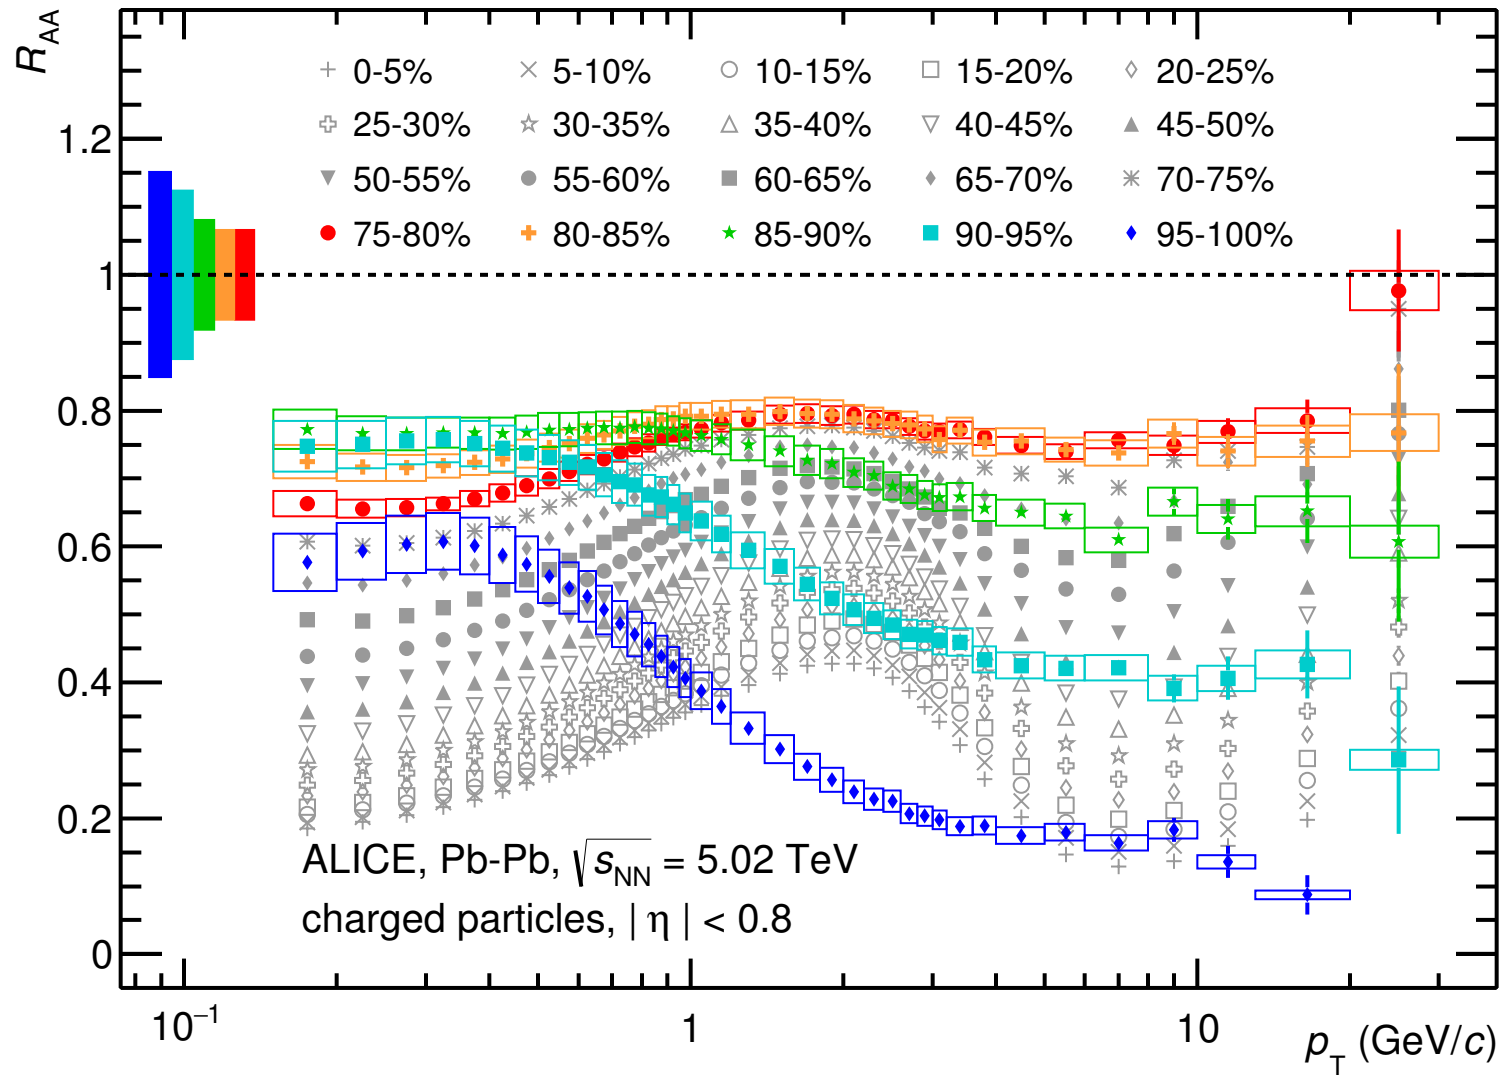 R_AA
0-5% 5-10% 10-15% 15-20% 20-25%
25-30% 30-35% 35-40% 40-45% 45-50%
50-55% 55-60% 60-65% 65-70% 70-75%
75-80% 80-85% 85-90% 90-95% 95-100%
1.2
1
0.8
0.6
0.4
0.2
0
ALICE, Pb-Pb, √s_NN = 5.02 TeV
charged particles, | η | < 0.8
10⁻¹ 1 10
p_T (GeV/c)